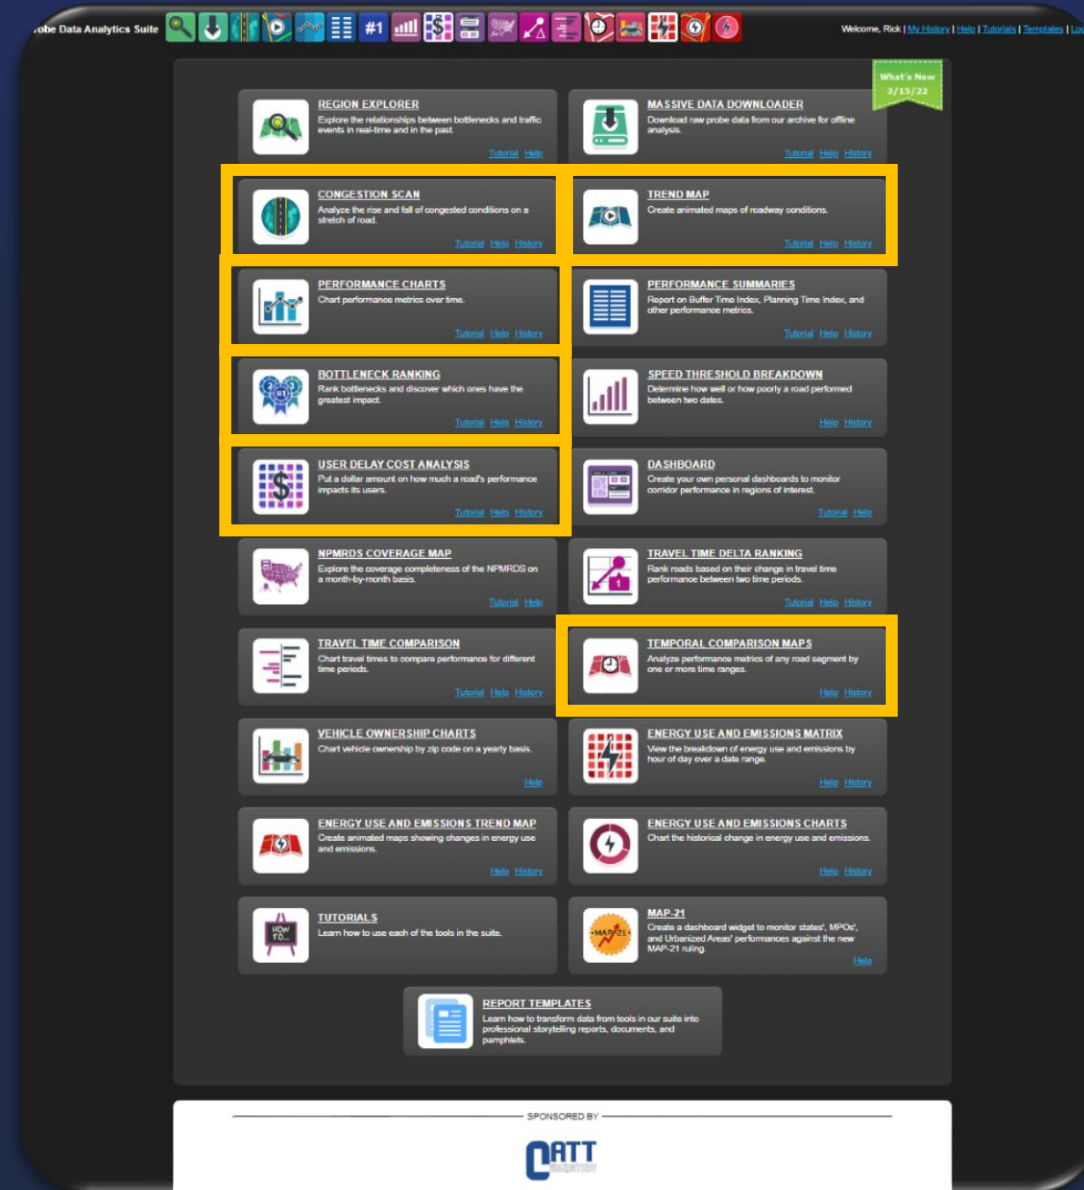 obe Data Analytics Suite
#1
Welcome, Rick | My History | Help | Tutorials | Templates |
What's New
3/15/22
REGION EXPLORER
Explore the relationships between bottlenecks and traffic
events in real-time and in the past.
Tutorial Help
MASSIVE DATA DOWNLOADER
Download raw probe data from our archive for offline
analysis.
Tutorial Help History
CONGESTION SCAN
Analyze the rise and fall of congested conditions on a
stretch of road.
Tutorial Help History
TREND MAP
Create animated maps of roadway conditions.
Tutorial Help History
PERFORMANCE CHARTS
Chart performance metrics over time.
Tutorial Help History
PERFORMANCE SUMMARIES
Report on Buffer Time Index, Planning Time Index, and
other performance metrics.
Tutorial Help History
BOTTLENECK RANKING
Rank bottlenecks and discover which ones have the
greatest impact.
Tutorial Help History
SPEED THRESHOLD BREAKDOWN
Determine how well or how poorly a road performed
between two dates.
Help History
USER DELAY COST ANALYSIS
Put a dollar amount on how much a road's performance
impacts its users.
Tutorial Help History
DASHBOARD
Create your own personal dashboards to monitor
corridor performance in regions of interest.
Tutorial Help
NPMRDS COVERAGE MAP
Explore the coverage completeness of the NPMRDS on
a month-by-month basis.
Tutorial Help
TRAVEL TIME DELTA RANKING
Rank roads based on their change in travel time
performance between two time periods.
Tutorial Help History
TRAVEL TIME COMPARISON
Chart travel times to compare performance for different
time periods.
Tutorial Help History
TEMPORAL COMPARISON MAPS
Analyze performance metrics of any road segment by
one or more time ranges.
Help History
VEHICLE OWNERSHIP CHARTS
Chart vehicle ownership by zip code on a yearly basis.
Help
ENERGY USE AND EMISSIONS MATRIX
View the breakdown of energy use and emissions by
hour of day over a date range.
Help History
ENERGY USE AND EMISSIONS TREND MAP
Create animated maps showing changes in energy use
and emissions.
Help History
ENERGY USE AND EMISSIONS CHARTS
Chart the historical change in energy use and emissions.
Help History
HOW
TO...
TUTORIALS
Learn how to use each of the tools in the suite.
MAP-21
MAP-21
Create a dashboard widget to monitor states', MPOs',
and Urbanized Areas' performances against the new
MAP-21 ruling.
Help
REPORT TEMPLATES
Learn how to transform data from tools in our suite into
professional storytelling reports, documents, and
pamphlets.
SPONSORED BY
CATT